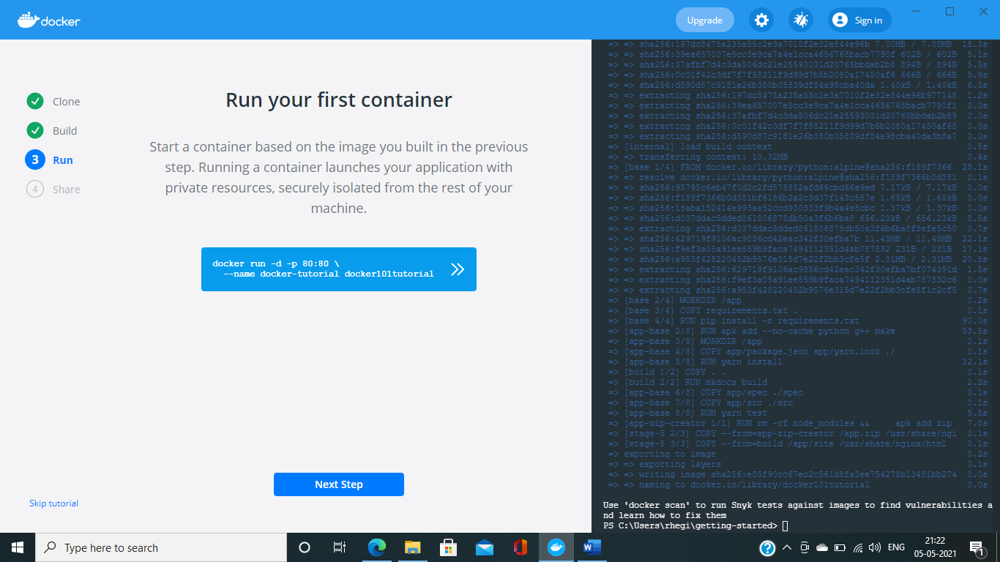 docker
Upgrade
Sign in
Clone
Build
3 Run
4 Share
Run your first container
Start a container based on the image you built in the previous
step. Running a container launches your application with
private resources, securely isolated from the rest of your
machine.
docker run -d -p 80:80 \
--name docker-tutorial docker101tutorial
Next Step
Skip tutorial
=> => sha256:197dc8475a235a55c2e3a7010f2e32e844e96b 7.00MB / 7.00MB 15.3s
=> => sha256:39ea657007e5cc3e9ca7a4e1cca4656768bacb7790f 602B / 602B 5.1s
=> => sha256:37afbf7d4c3da506dc21e25593031d20765bbdab2b8 894B / 894B 5.5s
=> => sha256:0c01f42c3df7f7f58211f9d99d7b5b2080a17450af6 666B / 666B 5.9s
=> => sha256:d590d87c9181e26b380b05839df84a98cba40da 1.40kB / 1.40kB 6.3s
=> => extracting sha256:197dc8475a235a55c2e3a7010f2e32e844e96b977148 1.2s
=> => extracting sha256:39ea657007e5cc3e9ca7a4e1cca4656768bacb7790f1 0.0s
=> => extracting sha256:37afbf7d4c3da506dc21e25593031d20765bbdab2b89 0.0s
=> => extracting sha256:0c01f42c3df7f7f58211f9d99d7b5b2080a17450af68 0.0s
=> => extracting sha256:d590d87c9181e26b380b05839df84a98cba40da3b8a7 0.0s
=> [internal] load build context 0.5s
=> => transferring context: 10.32MB 0.4s
=> [base 1/4] FROM docker.io/library/python:alpine@sha256:f189f7366 25.1s
=> => resolve docker.io/library/python:alpine@sha256:f189f7366b0d381 0.1s
=> => sha256:95795c6eb47f0d2c2fd575852afd66cbd66a9ed 7.17kB / 7.17kB 0.0s
=> => sha256:f189f7366b0d381bf6186b2a2c3d37f143c587e 1.65kB / 1.65kB 0.0s
=> => sha256:18aba152414e993ae52ccd930333f9b4a4e8cbc 1.37kB / 1.37kB 0.0s
=> => sha256:d037ddac5dded861806878db50a3f6b6ba8 656.23kB / 656.23kB 8.5s
=> => extracting sha256:d037ddac5dded861806878db50a3f6b6ba8f8efe5c50 0.7s
=> => sha256:629719f9106ac9856cd42eac342f30efba7b 11.45MB / 11.45MB 22.1s
=> => sha256:f9ef3a05a91ee859b9faca7494112351d4ab787832 231B / 231B 17.1s
=> => sha256:a953f428220452b9576e315d7e22f2bb3cfe5f 2.31MB / 2.31MB 20.8s
=> => extracting sha256:629719f9106ac9856cd42eac342f30efba7bf074391d 1.5s
=> => extracting sha256:f9ef3a05a91ee859b9faca7494112351d4ab787832c6 0.0s
=> => extracting sha256:a953f428220452b9576e315d7e22f2bb3cfe5f1c2cf5 0.7s
=> [base 2/4] WORKDIR /app 0.2s
=> [base 3/4] COPY requirements.txt . 0.1s
=> [base 4/4] RUN pip install -r requirements.txt 90.0s
=> [app-base 2/8] RUN apk add --no-cache python g++ make 53.5s
=> [app-base 3/8] WORKDIR /app 0.1s
=> [app-base 4/8] COPY app/package.json app/yarn.lock ./ 0.1s
=> [app-base 5/8] RUN yarn install 32.1s
=> [build 1/2] COPY . . 0.1s
=> [build 2/2] RUN mkdocs build 2.2s
=> [app-base 6/8] COPY app/spec ./spec 0.1s
=> [app-base 7/8] COPY app/src ./src 0.1s
=> [app-base 8/8] RUN yarn test 5.5s
=> [app-zip-creator 1/1] RUN rm -rf node_modules && apk add zip 7.8s
=> [stage-5 2/3] COPY --from=app-zip-creator /app.zip /usr/share/ngi 0.1s
=> [stage-5 3/3] COPY --from=build /app/site /usr/share/nginx/html 0.1s
=> exporting to image 0.2s
=> => exporting layers 0.1s
=> => writing image sha256:e05f90cc67ec2c561d8fa3ee754278b13481bb274 0.0s
=> => naming to docker.io/library/docker101tutorial 0.0s
Use 'docker scan' to run Snyk tests against images to find vulnerabilities a
nd learn how to fix them
PS C:\Users\rhegi\getting-started>
Type here to search
ENG
21:22
05-05-2021
1